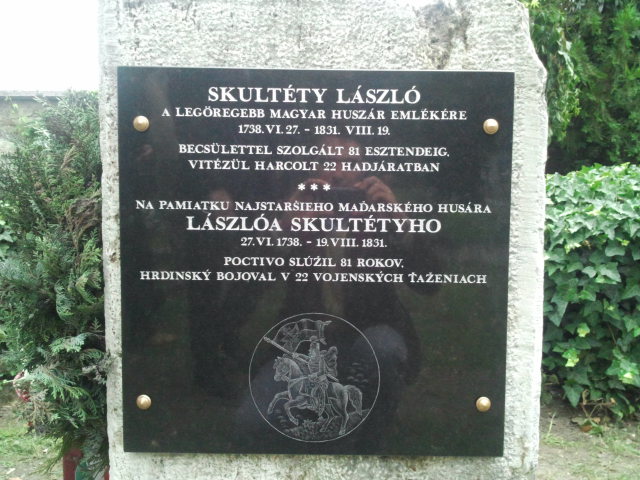 SKULTÉTY LÁSZLÓ
A LEGÖREGEBB MAGYAR HUSZÁR EMLÉKÉRE
1738. VI. 27. - 1831. VIII. 19.
BECSÜLETTEL SZOLGÁLT 81 ESZTENDEIG,
VITÉZÜL HARCOLT 22 HADJÁRATBAN
***
NA PAMIATKU NAJSTARŠIEHO MAĎARSKÉHO HUSÁRA
LÁSZLÓA SKULTÉTYHO
27. VI. 1738. - 19. VIII. 1831.
POCTIVO SLÚŽIL 81 ROKOV,
HRDINSKÝ BOJOVAL V 22 VOJENSKÝCH ŤAŽENIACH